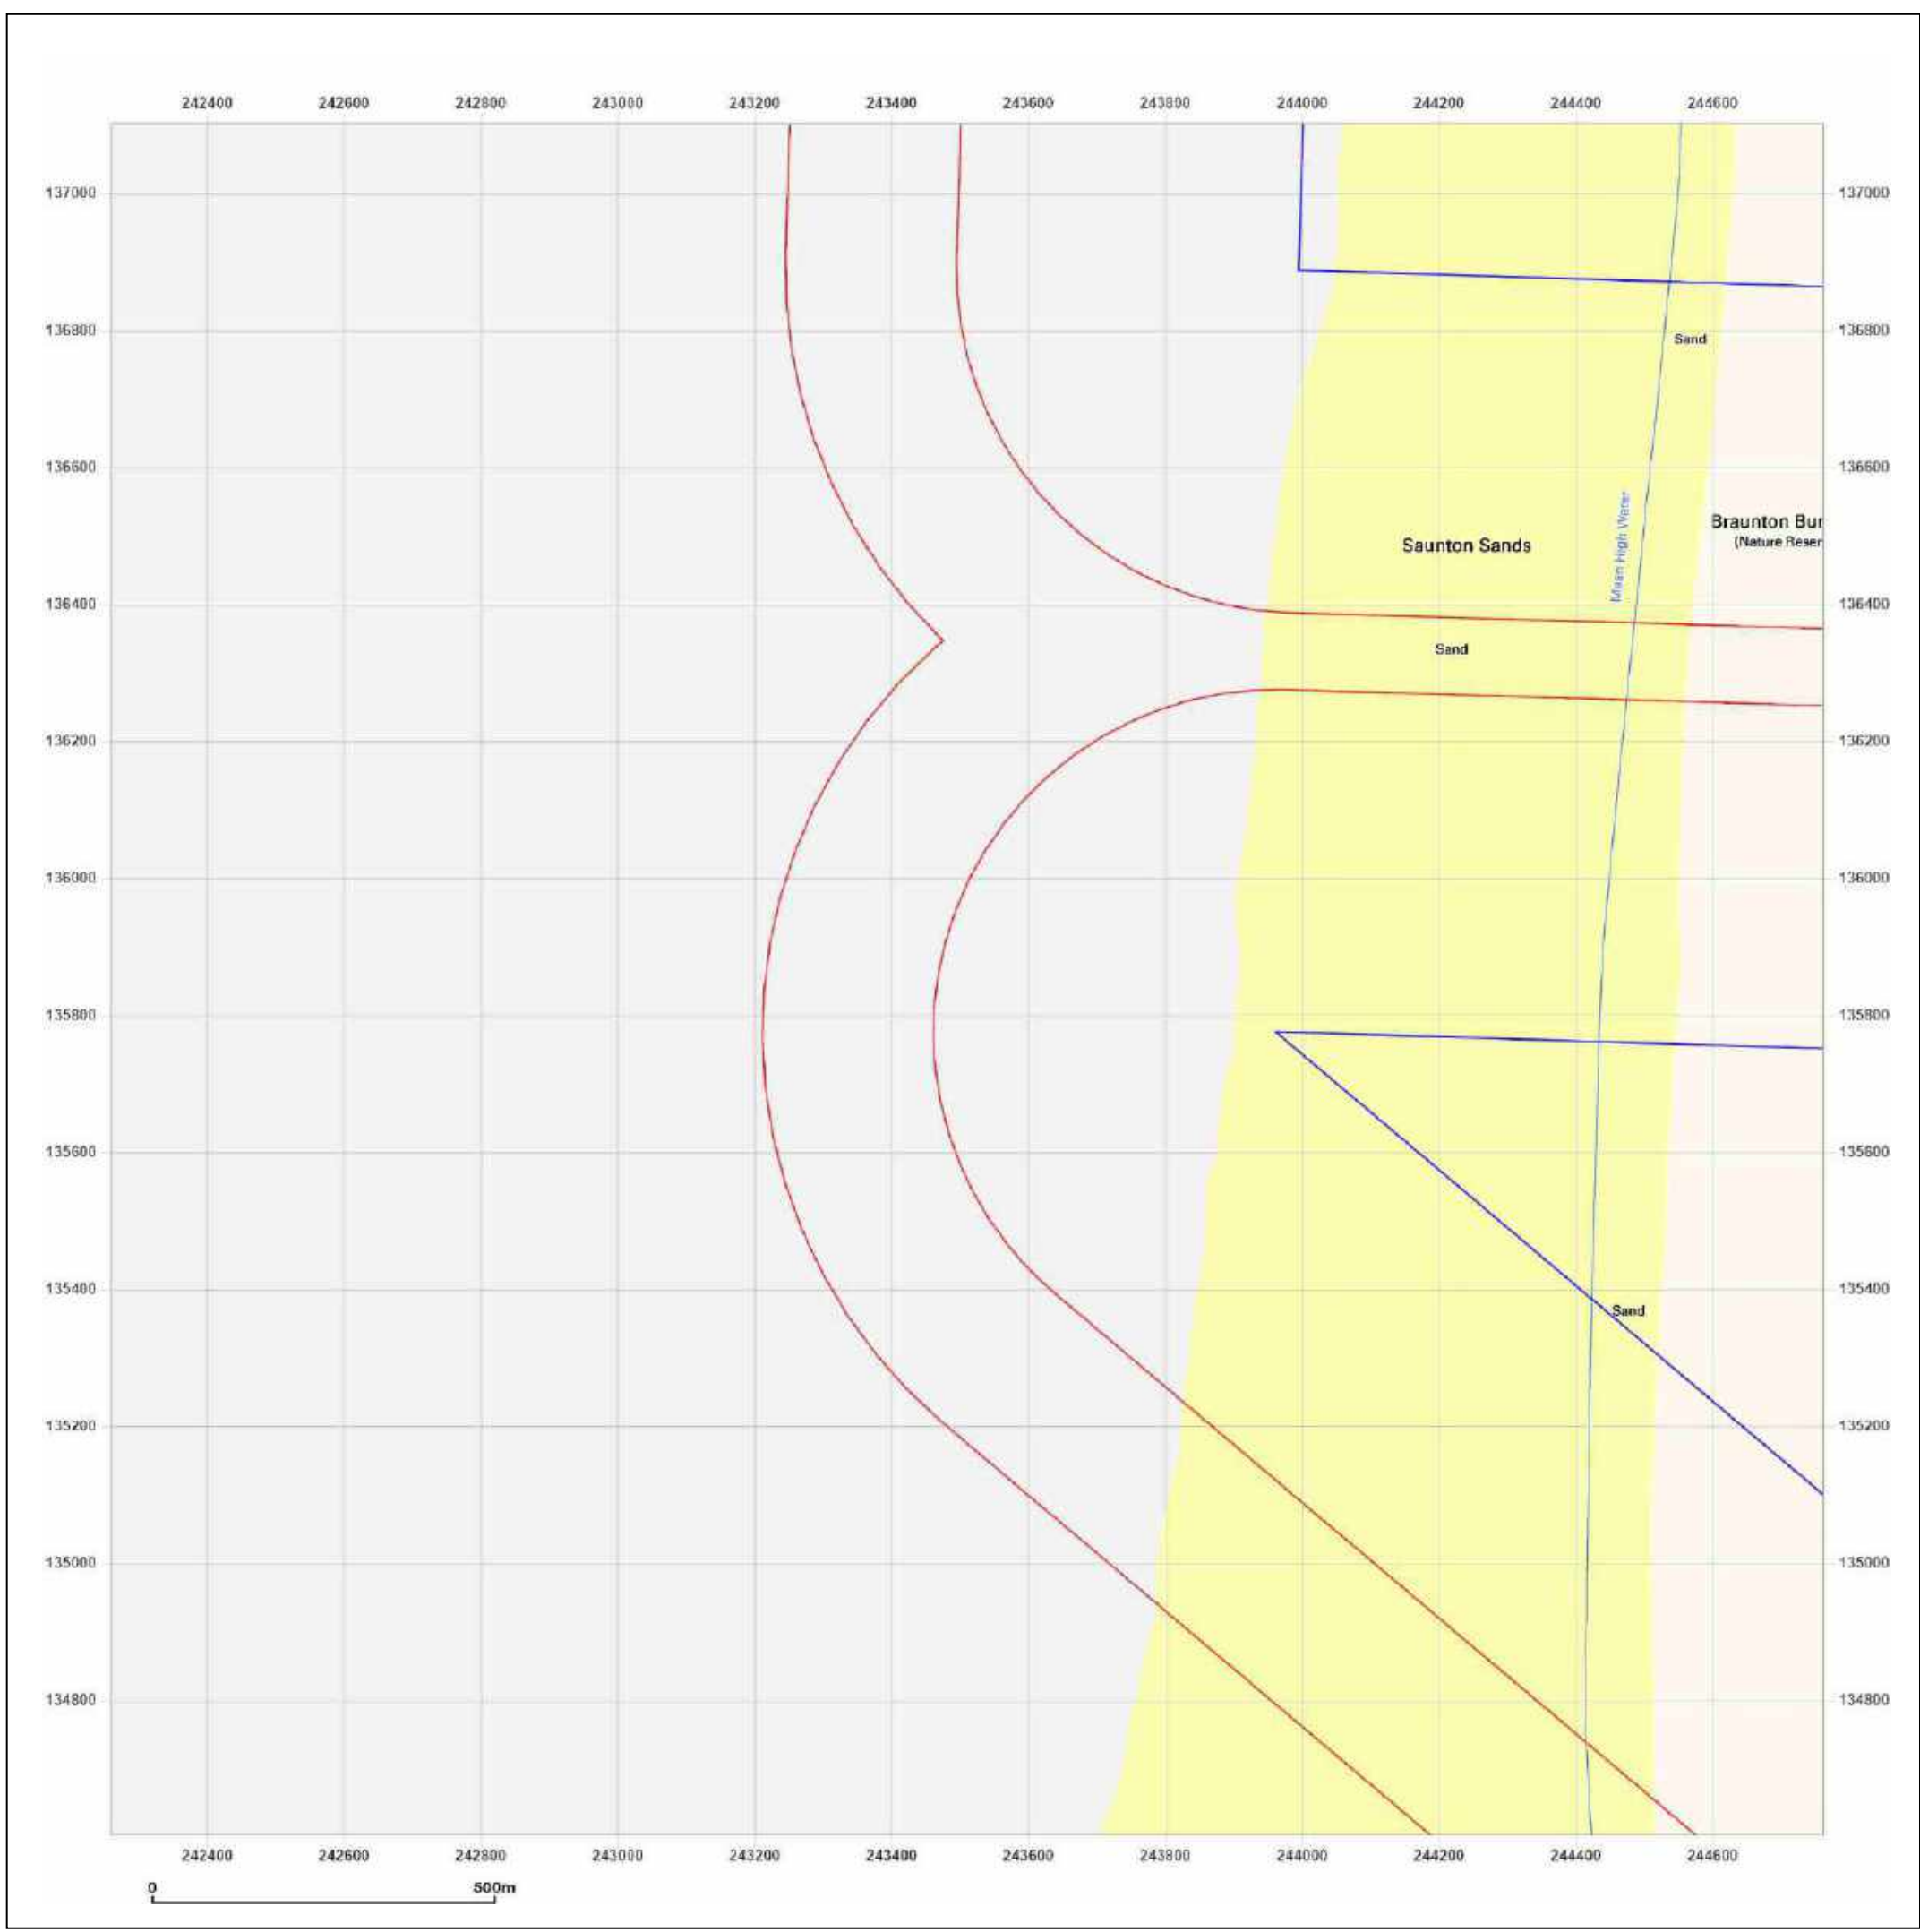 242400 242600 242800 243000 243200 243400 243600 243800 244000 244200 244400 244600
137000 137000
136800 136800
Sand
136600 136600
Mean High Water
Braunton Bur
Saunton Sands
(Nature Reser
136400 136400
Sand
136200 136200
136000 136000
135800 135800
135600 135600
135400 135400
Sand
135200 135200
135000 135000
134800 134800
242400 242600 242800 243000 243200 243400 243600 243800 244000 244200 244400 244600
0 500m